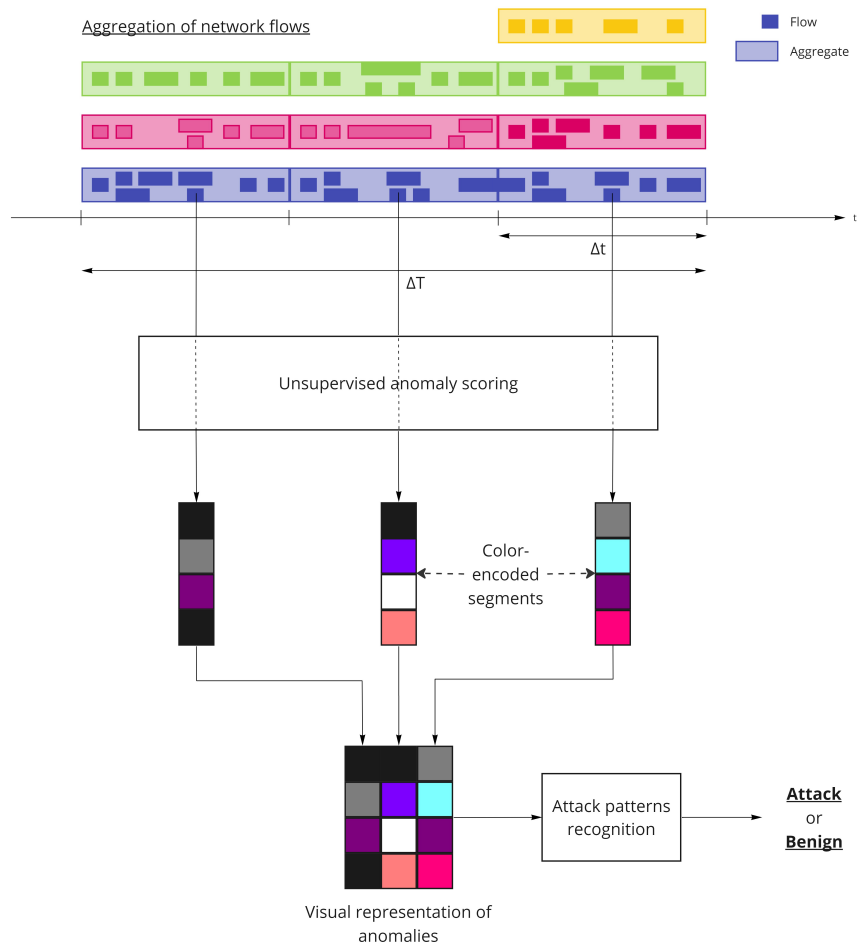 Aggregation of network flows
Flow
Aggregate
t
Δt
ΔT
Unsupervised anomaly scoring
Color-
encoded
segments
Attack patterns
recognition
Attack
or
Benign
Visual representation of
anomalies